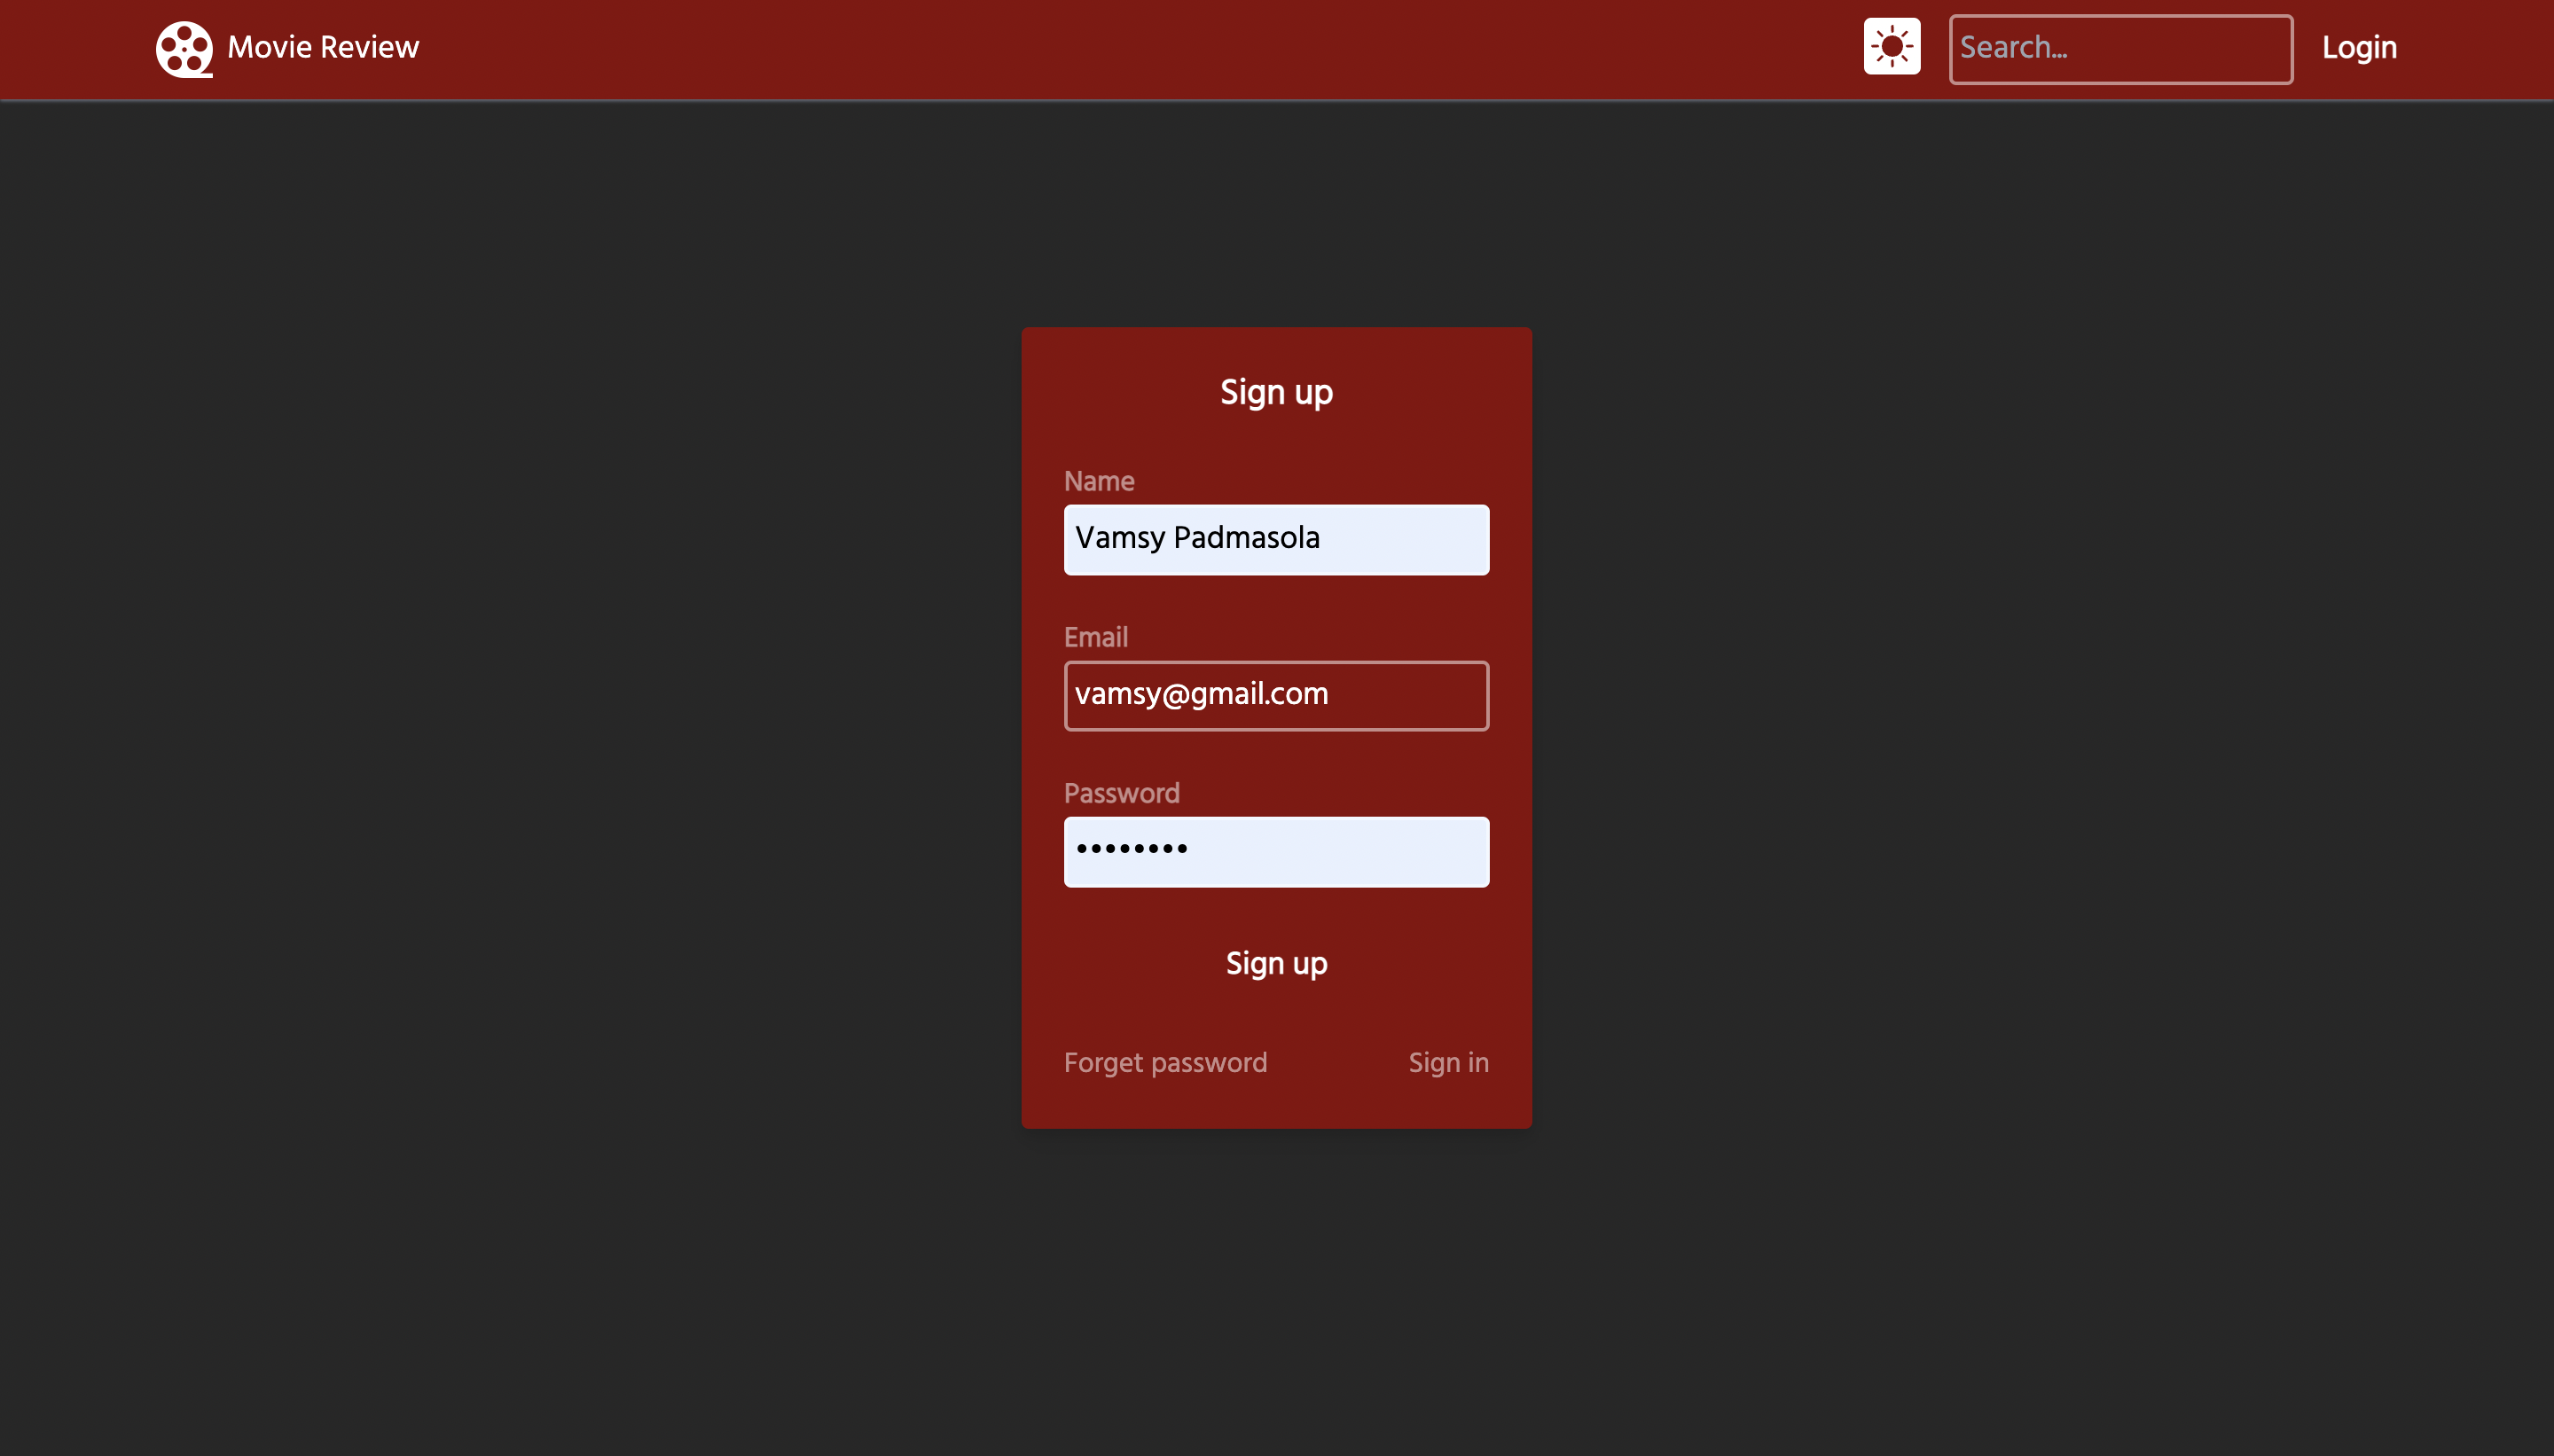 Movie Review
Search...
Login
Sign up
Name
Vamsy Padmasola
Email
vamsy@gmail.com
Password
••••••••
Sign up
Forget password
Sign in